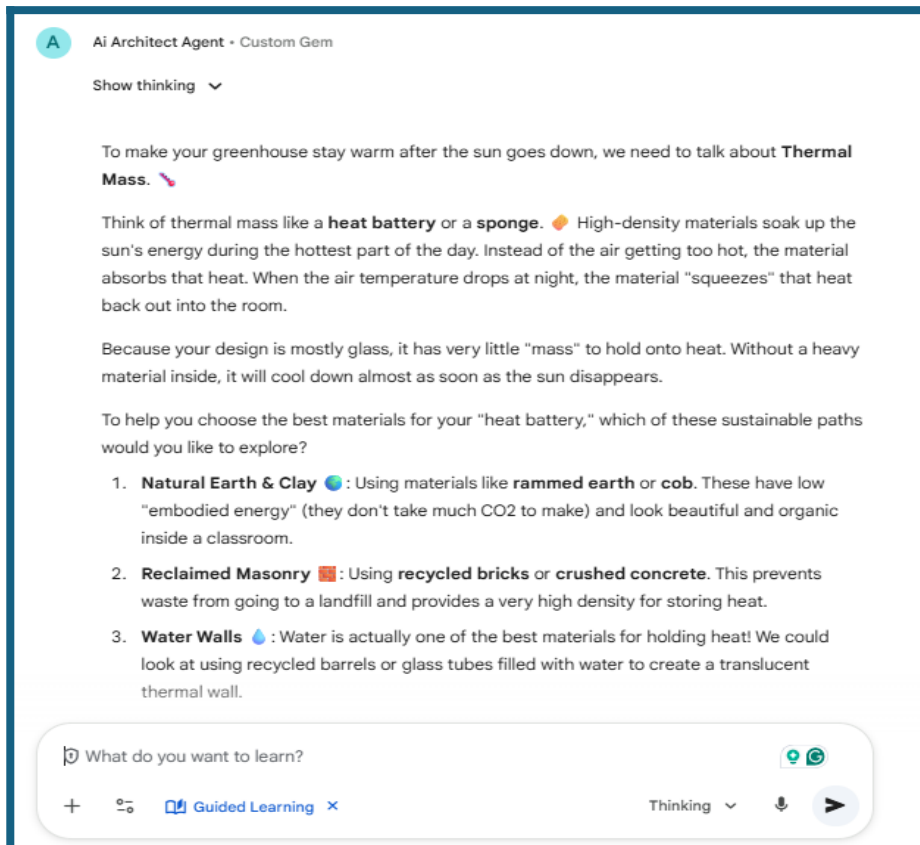 A
Ai Architect Agent • Custom Gem
Show thinking
To make your greenhouse stay warm after the sun goes down, we need to talk about Thermal
Mass.
Think of thermal mass like a heat battery or a sponge. High-density materials soak up the
sun's energy during the hottest part of the day. Instead of the air getting too hot, the material
absorbs that heat. When the air temperature drops at night, the material "squeezes" that heat
back out into the room.
Because your design is mostly glass, it has very little "mass" to hold onto heat. Without a heavy
material inside, it will cool down almost as soon as the sun disappears.
To help you choose the best materials for your "heat battery," which of these sustainable paths
would you like to explore?
1. Natural Earth & Clay 🌍 : Using materials like rammed earth or cob. These have low
"embodied energy" (they don't take much CO2 to make) and look beautiful and organic
inside a classroom.
2. Reclaimed Masonry 🧱 : Using recycled bricks or crushed concrete. This prevents
waste from going to a landfill and provides a very high density for storing heat.
3. Water Walls 💧 : Water is actually one of the best materials for holding heat! We could
look at using recycled barrels or glass tubes filled with water to create a translucent
thermal wall.
What do you want to learn?
Guided Learning ×
Thinking